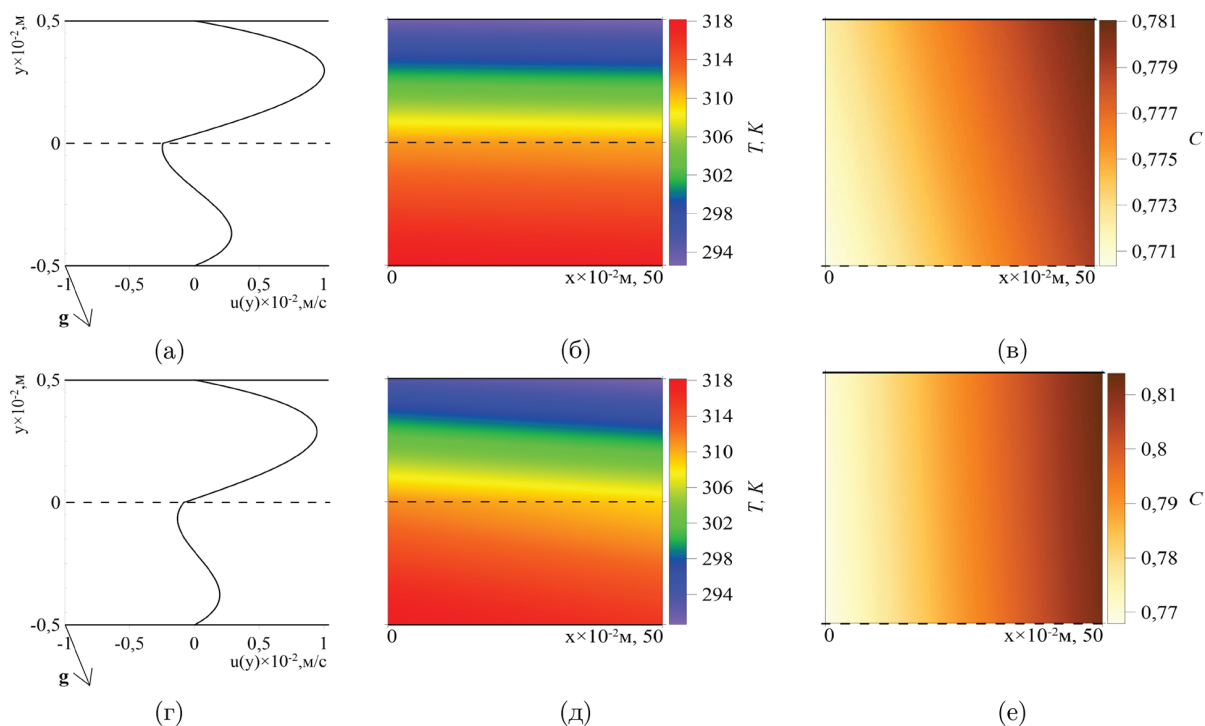 0,5
0
-0,5
y×10⁻²,м
-1
-0,5
0
0,5
1
u(y)×10⁻²,м/с
g
(а)
318
314
310
306
302
298
294
T, K
0
x×10⁻²м, 50
(б)
0,781
0,779
0,777
0,775
0,773
0,771
C
0
x×10⁻²м, 50
(в)
0,5
0
-0,5
y×10⁻²,м
-1
-0,5
0
0,5
1
u(y)×10⁻²,м/с
g
(г)
318
314
310
306
302
298
294
T, K
0
x×10⁻²м, 50
(д)
0,81
0,8
0,79
0,78
0,77
C
0
x×10⁻²м, 50
(е)